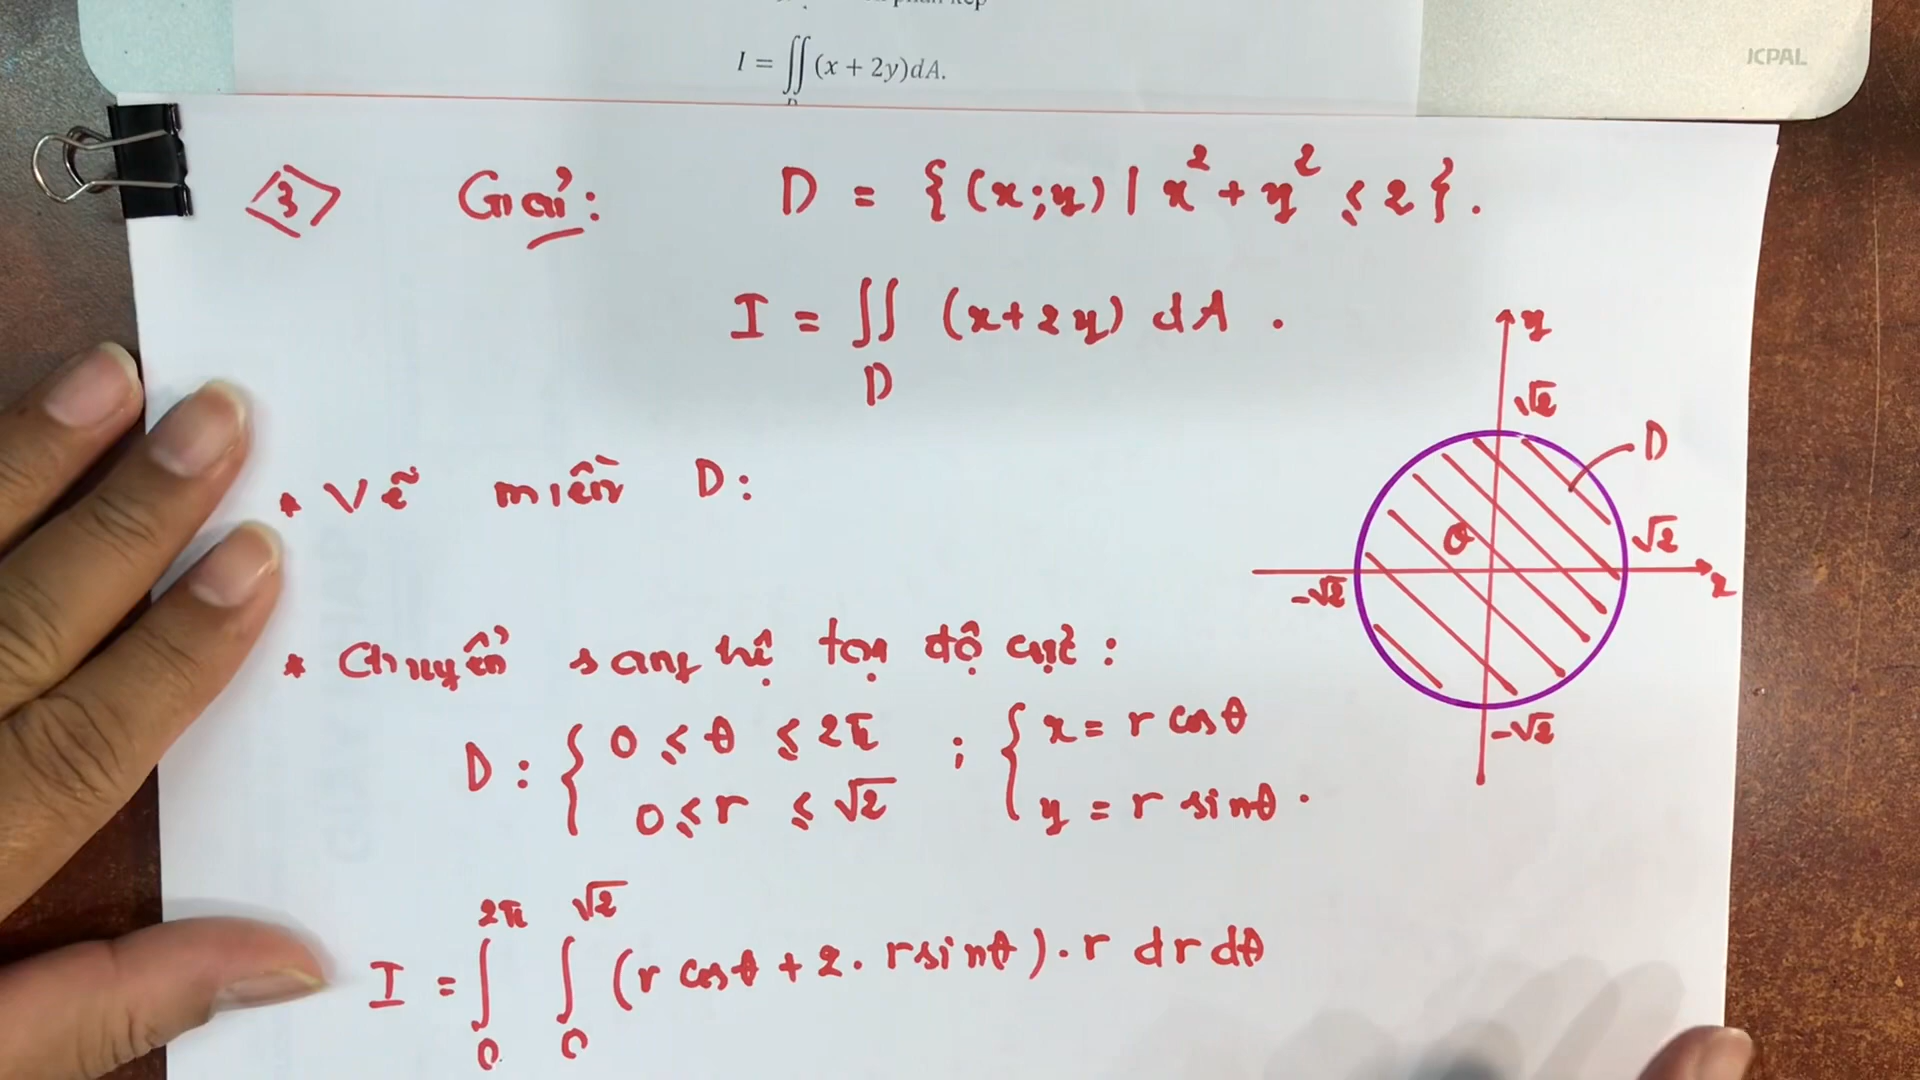 JCPAL
I = ∬ (x + 2y)dA.
3 Giải: D = {(x;y) | x² + y² ≤ 2}.
I = ∬ (x+2y) dA .
D
* Vẽ miền D:
y
√2
D
O
√2
-√2
x
-√2
* Chuyển sang hệ tọa độ cực:
D: { 0 ≤ θ ≤ 2π ; { x = r cosθ
0 ≤ r ≤ √2 y = r sinθ .
2π √2
I = ∫ ∫ (r cosθ + 2. r sinθ). r dr dθ
0 0